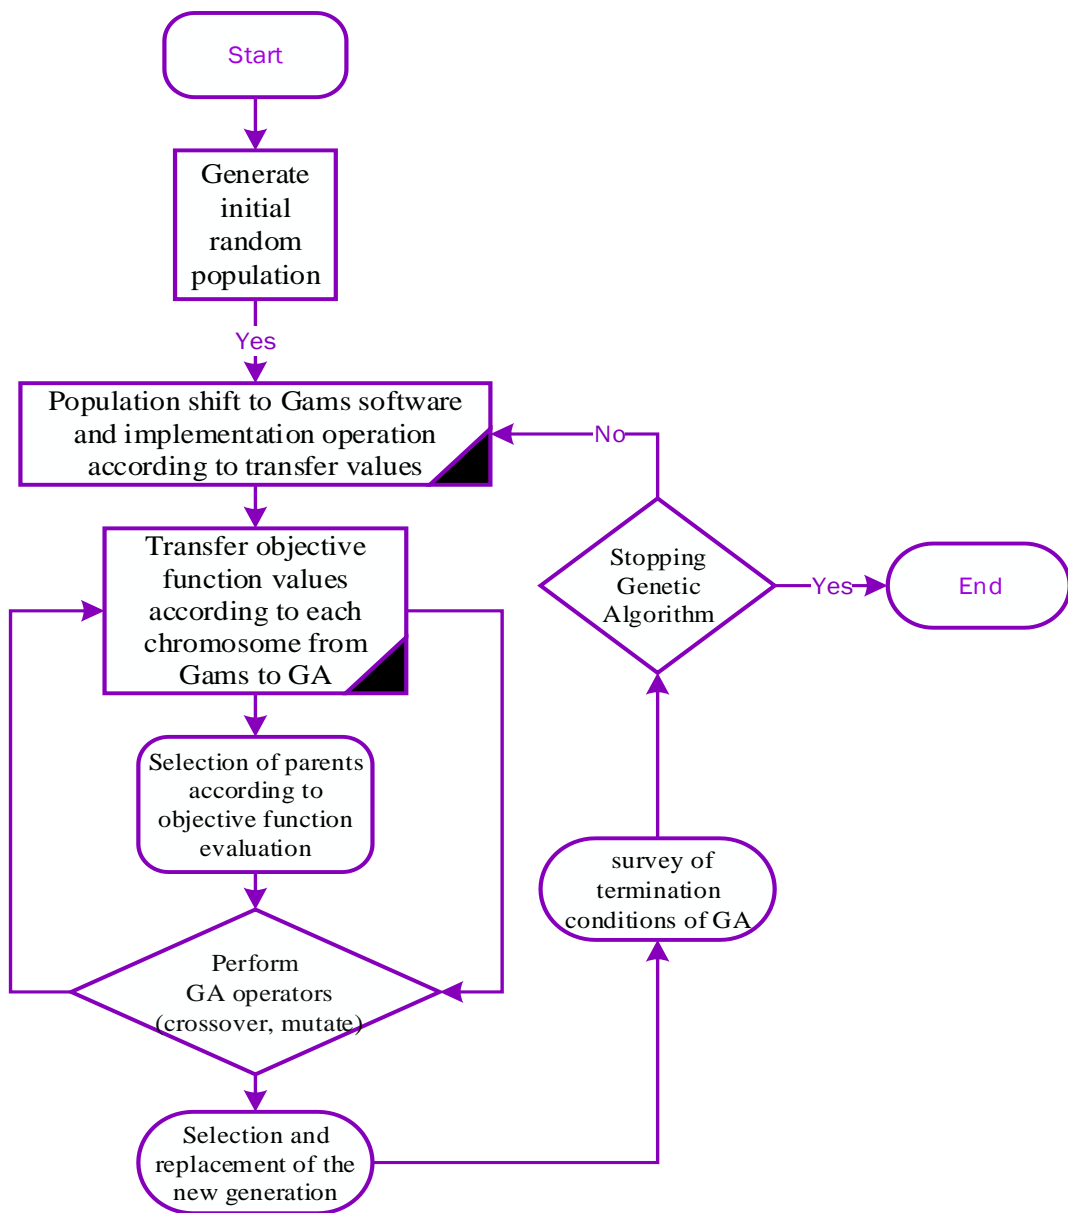 Start
Generate
initial
random
population
Yes
Population shift to Gams software
and implementation operation
according to transfer values
No
Transfer objective
function values
according to each
chromosome from
Gams to GA
Stopping
Genetic
Algorithm
Yes
End
Selection of parents
according to
objective function
evaluation
survey of
termination
conditions of GA
Perform
GA operators
(crossover, mutate)
Selection and
replacement of the
new generation